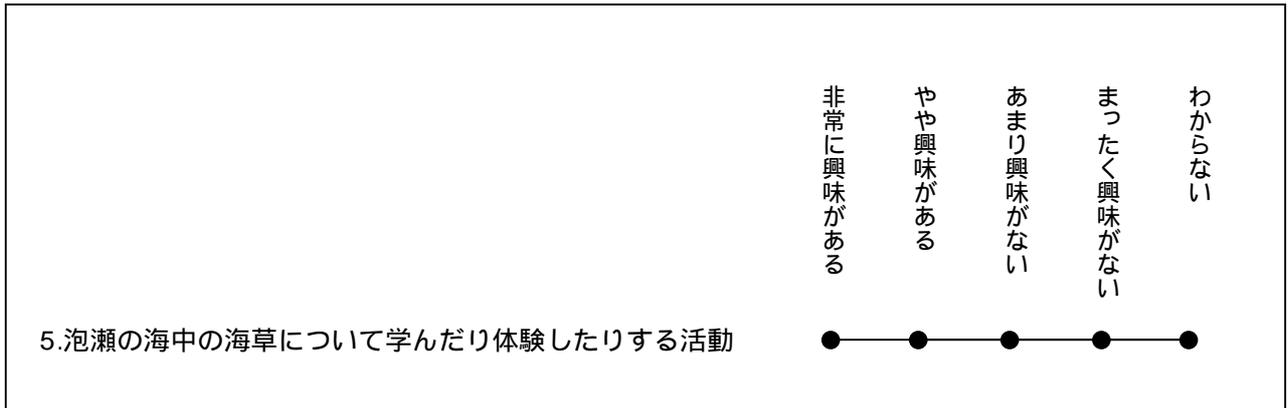 非常に興味がある
やや興味がある
あまり興味がない
まったく興味がない
わからない
5.泡瀬の海中の海草について学んだり体験したりする活動